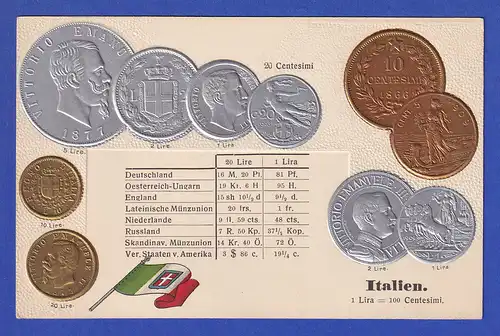 VITTORIO EMANU
1877
5 Lire.
2 Lire.
1 Lira
20 Centesimi
20
10
CENTESIMI
1866
20 Lire 1 Lira
Deutschland 16 M. 20 Pf. 81 Pf.
Oesterreich-Ungarn 19 Kr. 6 H 95 H.
England 15 sh 10½ d 9½ d.
Lateinische Münzunion 20 frs. 1 fr.
Niederlande 9 fl. 59 cts 48 cts.
Russland 7 R. 50 Kp. 37½ Kop.
Skandinav. Münzunion 14 Kr. 40 Ö. 72 Ö.
Ver. Staaten v. Amerika 3 $ 86 c. 19¼ c.
10 Lire.
20 Lire.
VITTORIO EMANUELE
2 Lire.
1 Lira.
Italien.
1 Lira = 100 Centesimi.